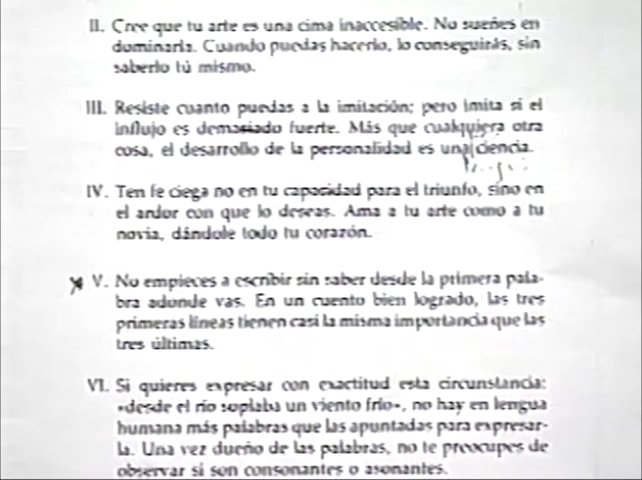 II. Cree que tu arte es una cima inaccesible. No sueñes en
dominarla. Cuando puedas hacerlo, lo conseguirás, sin
saberlo tú mismo.
III. Resiste cuanto puedas a la imitación; pero imita si el
influjo es demasiado fuerte. Más que cualquiera otra
cosa, el desarrollo de la personalidad es una ciencia.
IV. Ten fe ciega no en tu capacidad para el triunfo, sino en
el ardor con que lo deseas. Ama a tu arte como a tu
novia, dándole todo tu corazón.
V. No empieces a escribir sin saber desde la primera pala-
bra adonde vas. En un cuento bien logrado, las tres
primeras líneas tienen casi la misma importancia que las
tres últimas.
VI. Si quieres expresar con exactitud esta circunstancia:
«desde el río soplaba un viento frío», no hay en lengua
humana más palabras que las apuntadas para expresar-
la. Una vez dueño de las palabras, no te preocupes de
observar si son consonantes o asonantes.